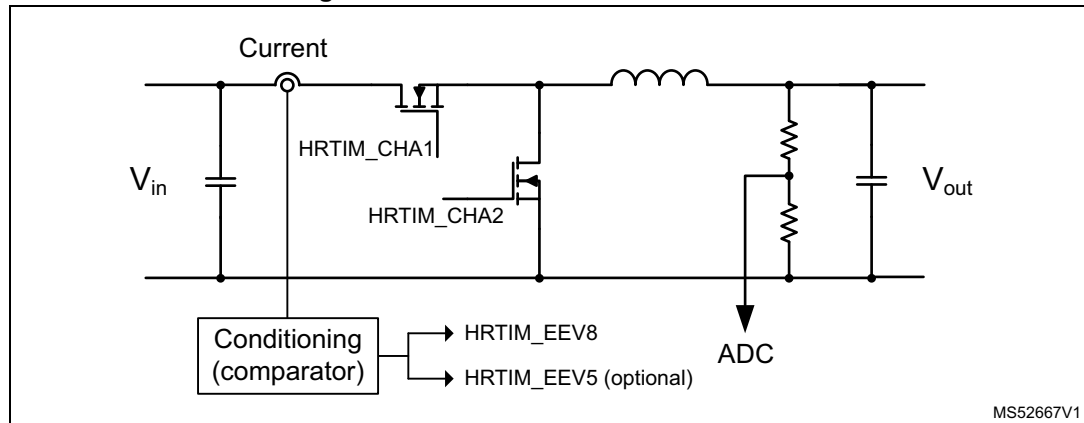 Current
HRTIM_CHA1
Vin
HRTIM_CHA2
Vout
Conditioning
(comparator)
HRTIM_EEV8
HRTIM_EEV5 (optional)
ADC
MS52667V1